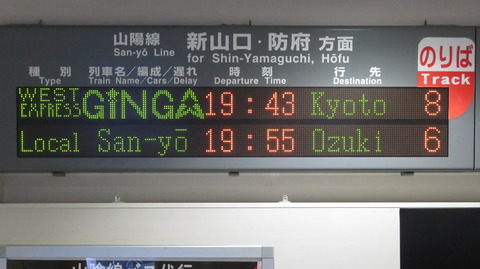 山陽線 新山口・防府 方面
San-yō Line for Shin-Yamaguchi, Hōfu
のりば
Track
種別 列車名／編成／遅れ 時刻 行先
Type Train Name/Cars/Delay Departure Time Destination
WEST EXPRESS GINGA 19:43 Kyoto 8
Local San-yō 19:55 Ozuki 6